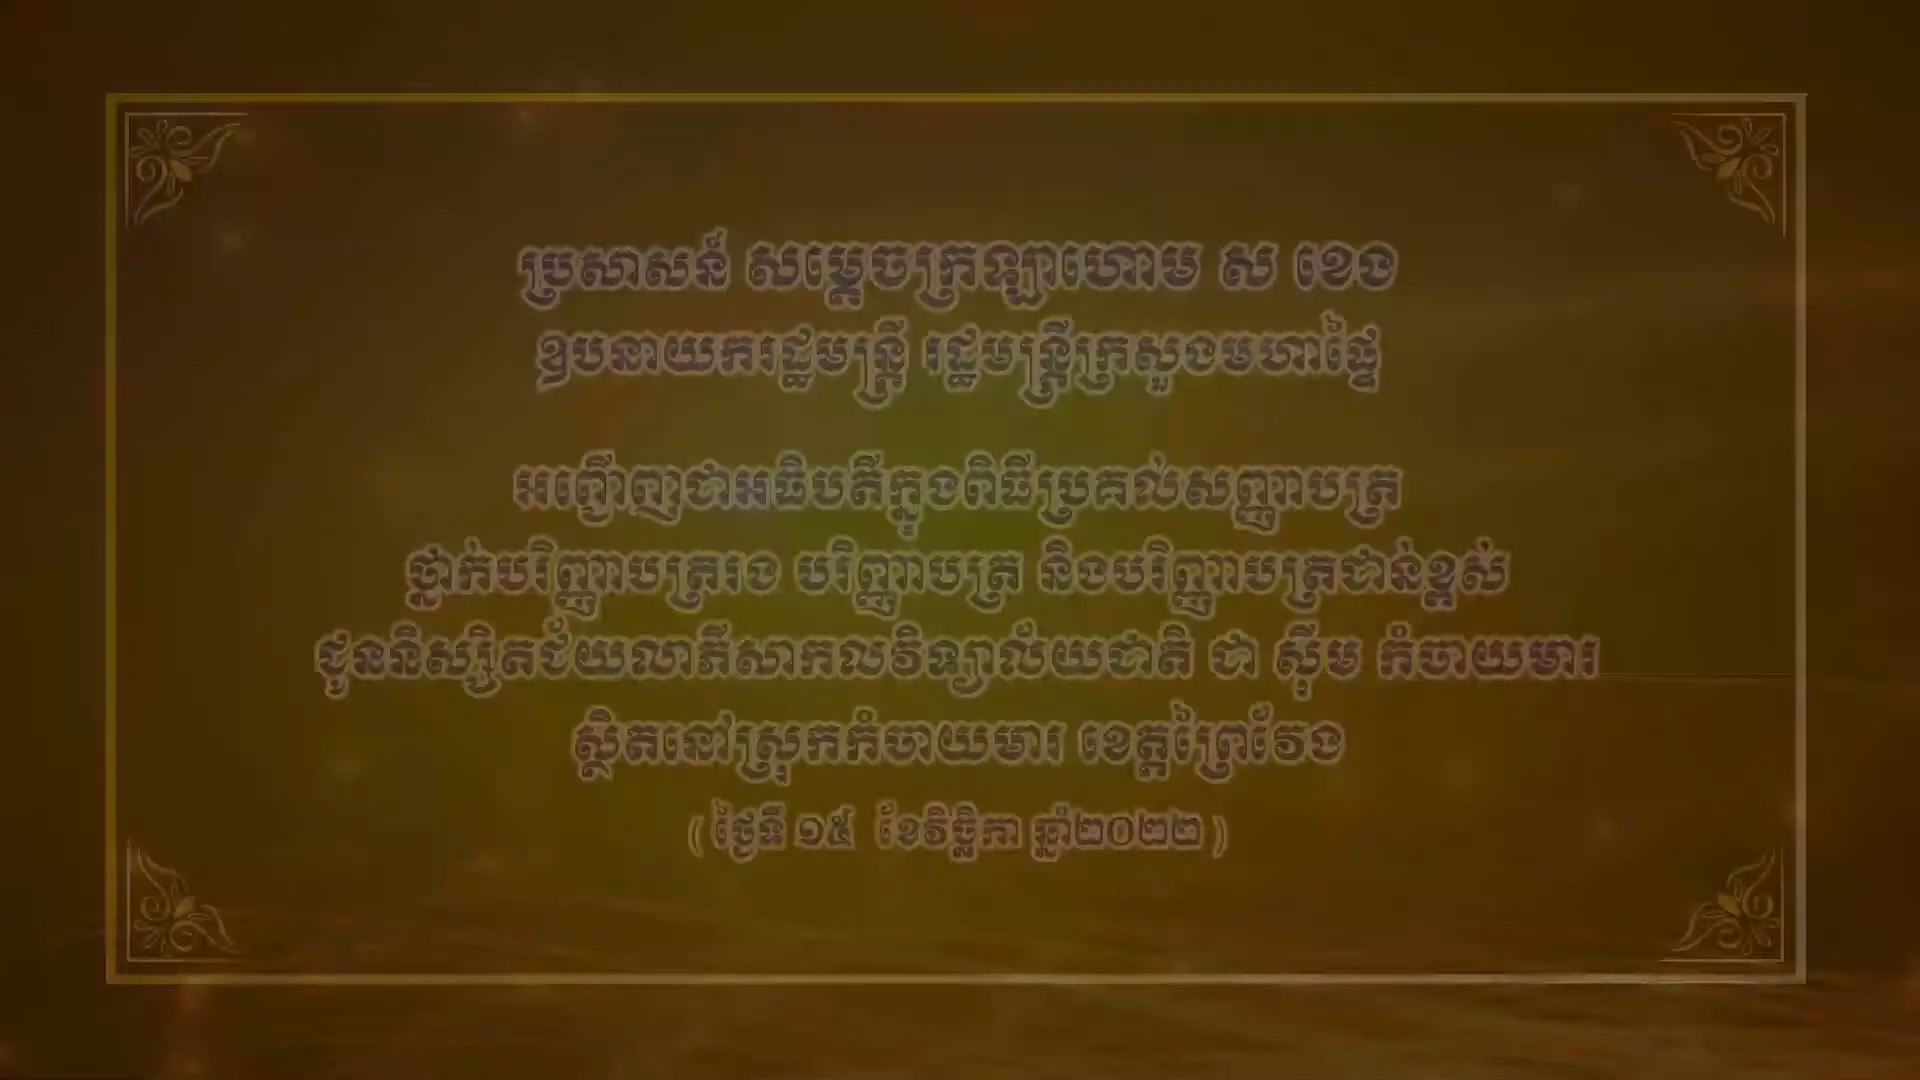 ប្រសាសន៍ សម្ដេចក្រឡាហោម ស ខេង
ឧបនាយករដ្ឋមន្ត្រី រដ្ឋមន្ត្រីក្រសួងមហាផ្ទៃ
អញ្ជើញជាអធិបតីក្នុងពិធីប្រគល់សញ្ញាបត្រ
ថ្នាក់បរិញ្ញាបត្ររង បរិញ្ញាបត្រ និងបរិញ្ញាបត្រជាន់ខ្ពស់
ជូននិស្សិតជ័យលាភីសាកលវិទ្យាល័យជាតិ ជា ស៊ីម កំចាយមារ
ស្ថិតនៅស្រុកកំចាយមារ ខេត្តព្រៃវែង
( ថ្ងៃទី ១៥ ខែវិច្ឆិកា ឆ្នាំ២០២២ )